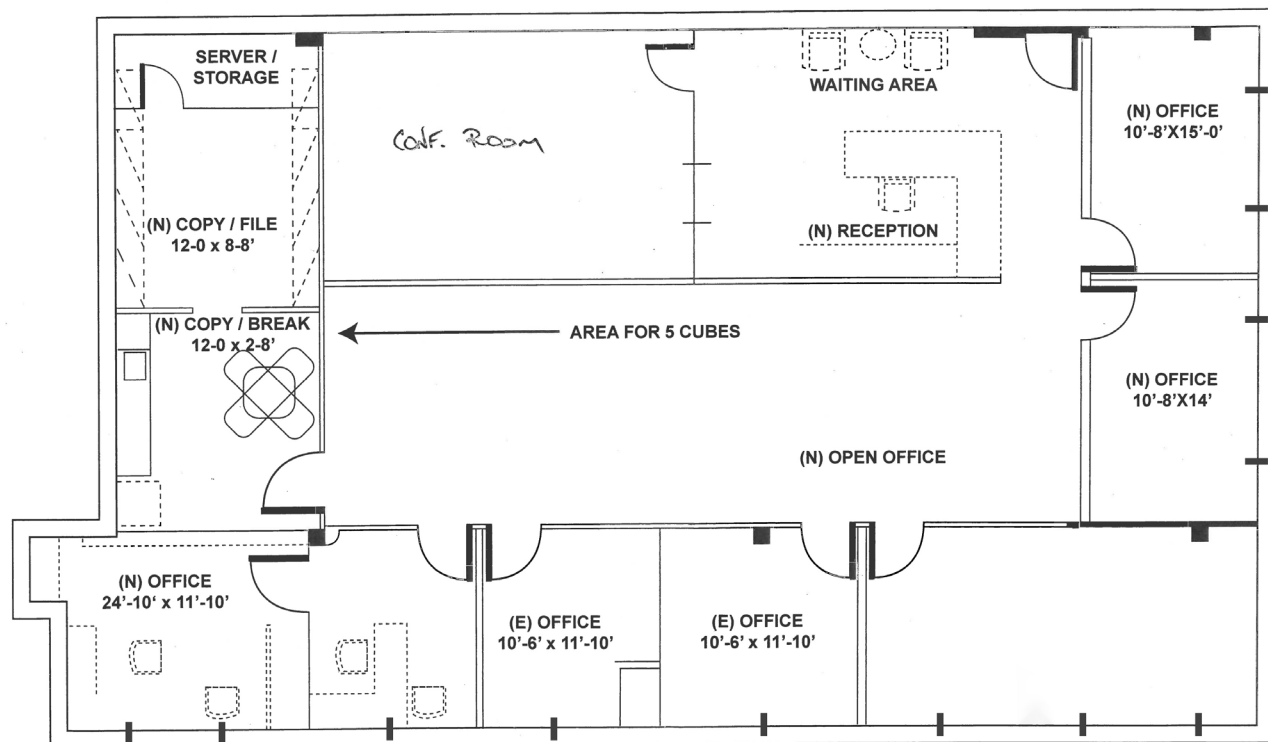 SERVER /
STORAGE
WAITING AREA
(N) OFFICE
10'-8'X15'-0'
CONF. ROOM
(N) COPY / FILE
12-0 x 8-8'
(N) RECEPTION
(N) COPY / BREAK
12-0 x 2-8'
AREA FOR 5 CUBES
(N) OFFICE
10'-8'X14'
(N) OPEN OFFICE
(N) OFFICE
24'-10' x 11'-10'
(E) OFFICE
10'-6' x 11'-10'
(E) OFFICE
10'-6' x 11'-10'